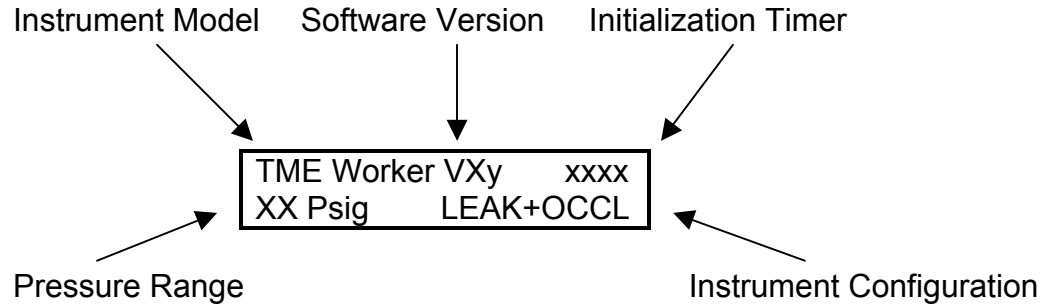 Instrument Model Software Version Initialization Timer
TME Worker VXy xxxx
XX Psig LEAK+OCCL
Pressure Range Instrument Configuration